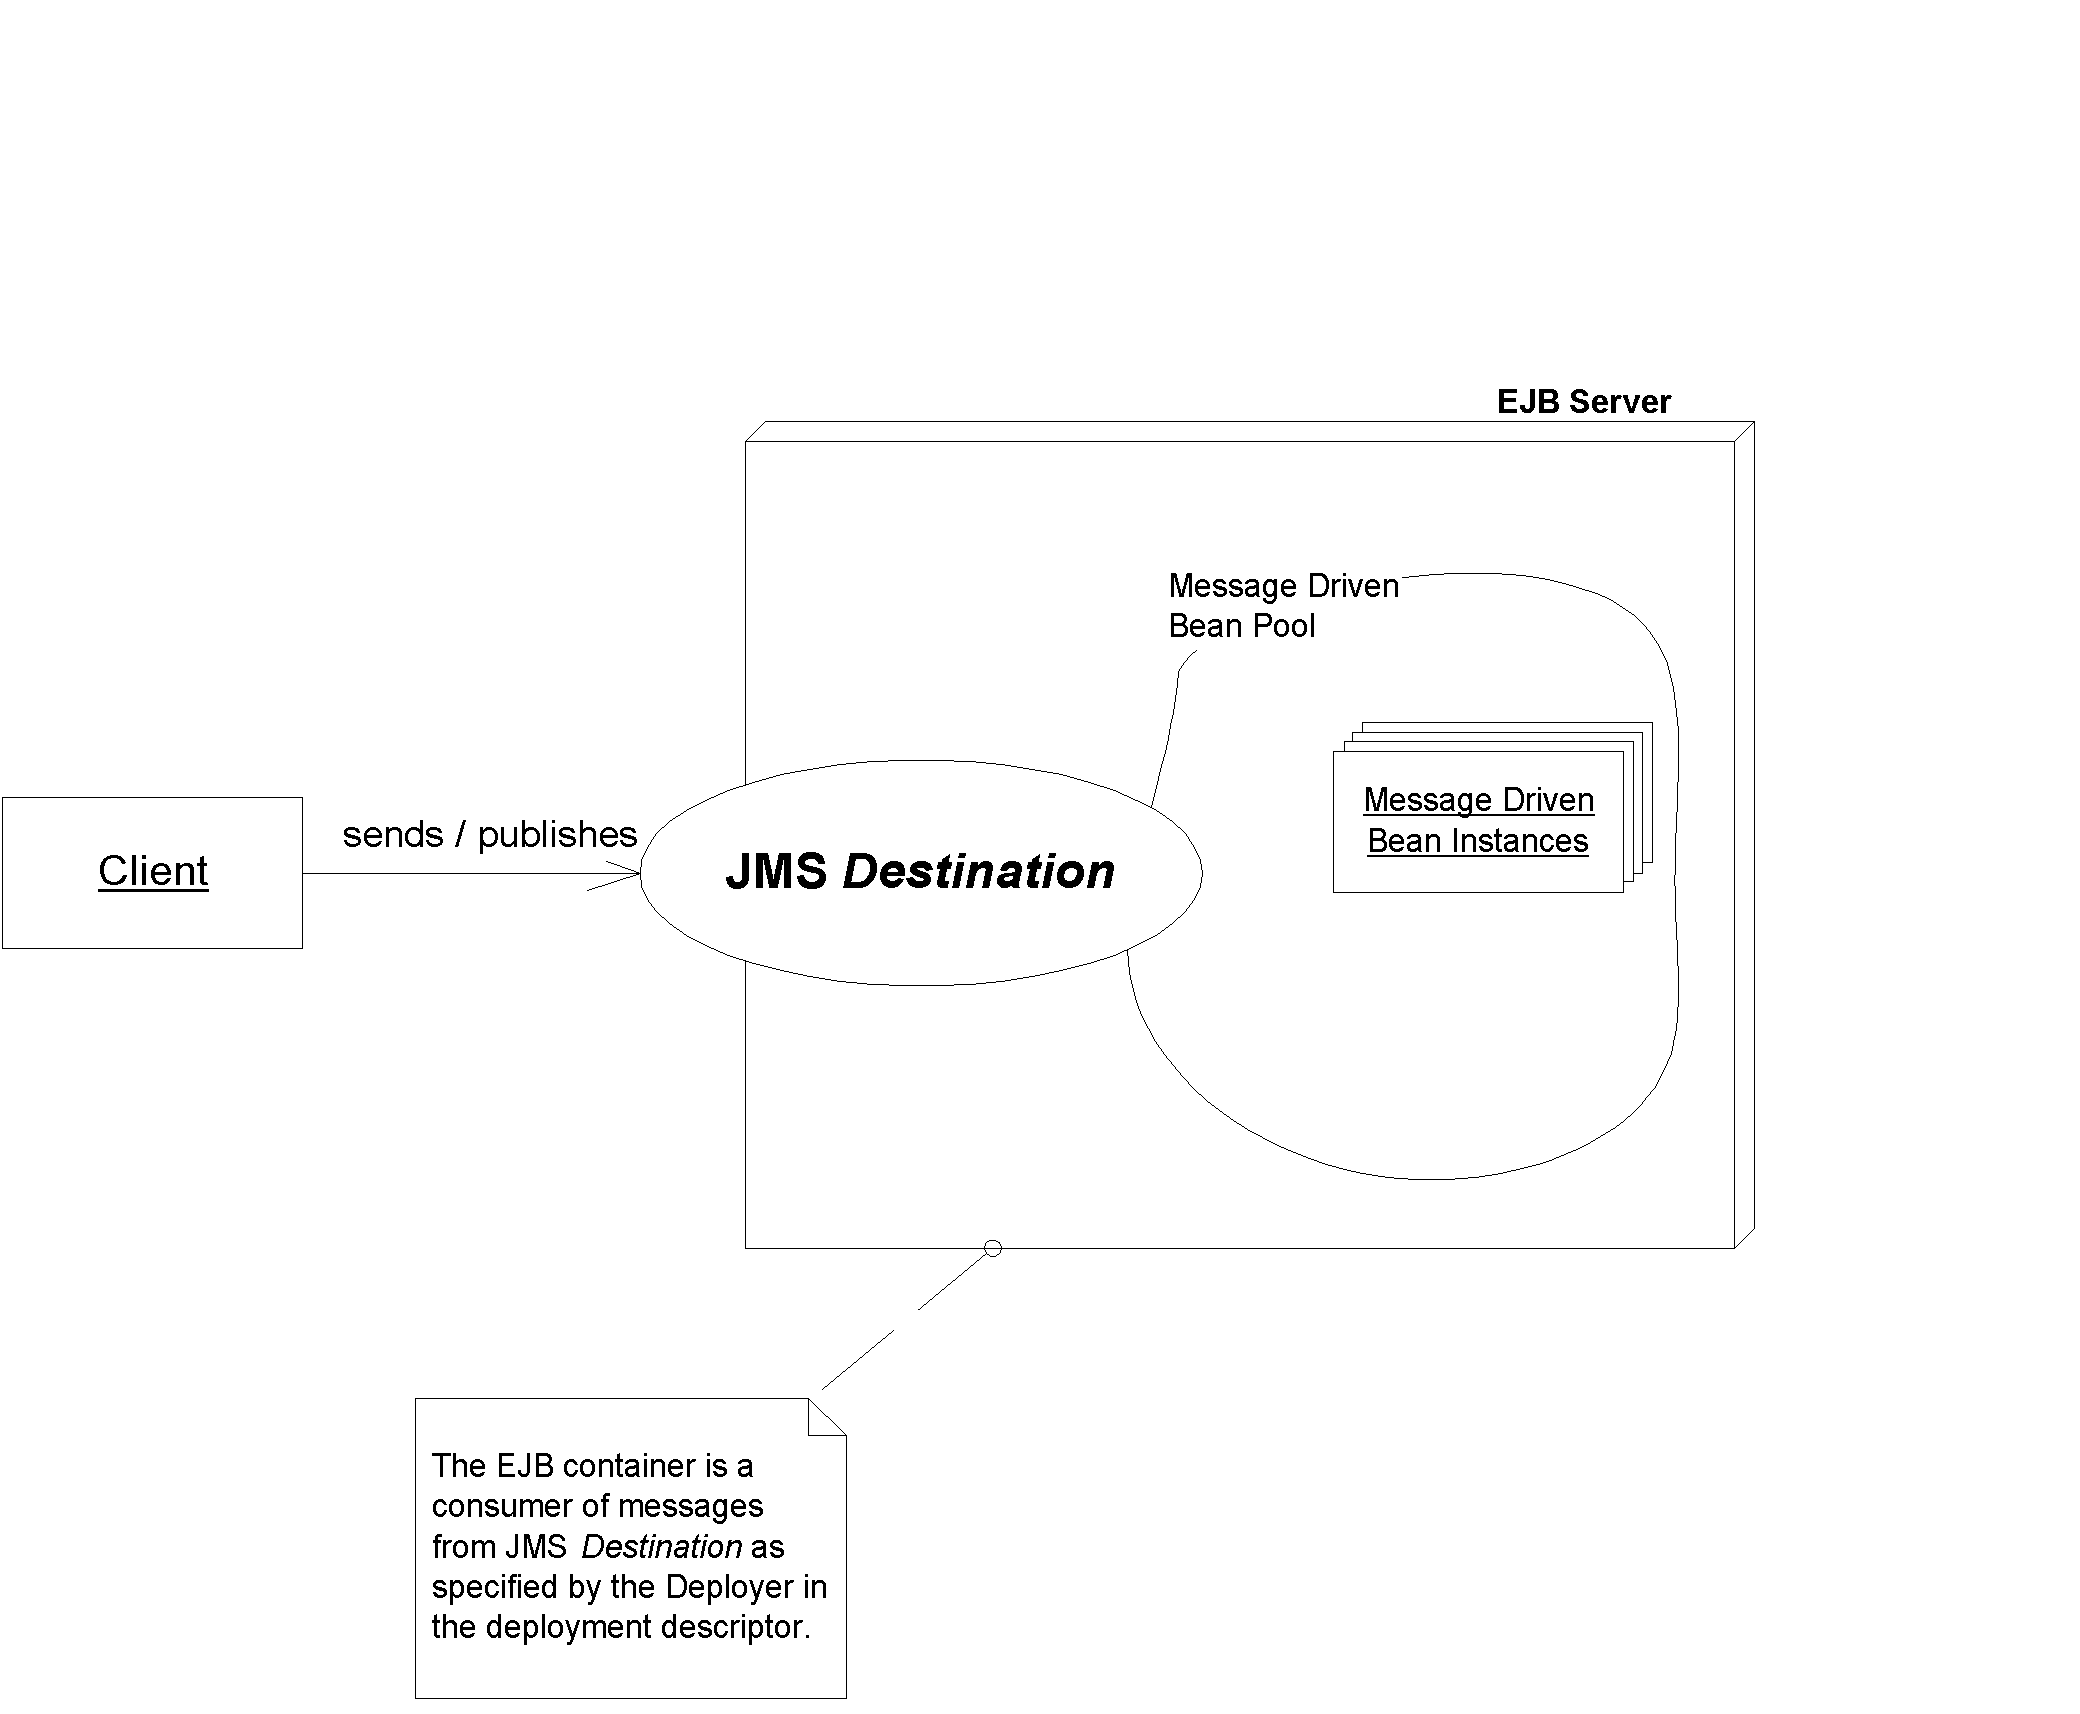 EJB Server
Message Driven
Bean Pool
Message Driven
Bean Instances
sends / publishes
Client
JMS Destination
The EJB container is a
consumer of messages
from JMS Destination as
specified by the Deployer in
the deployment descriptor.